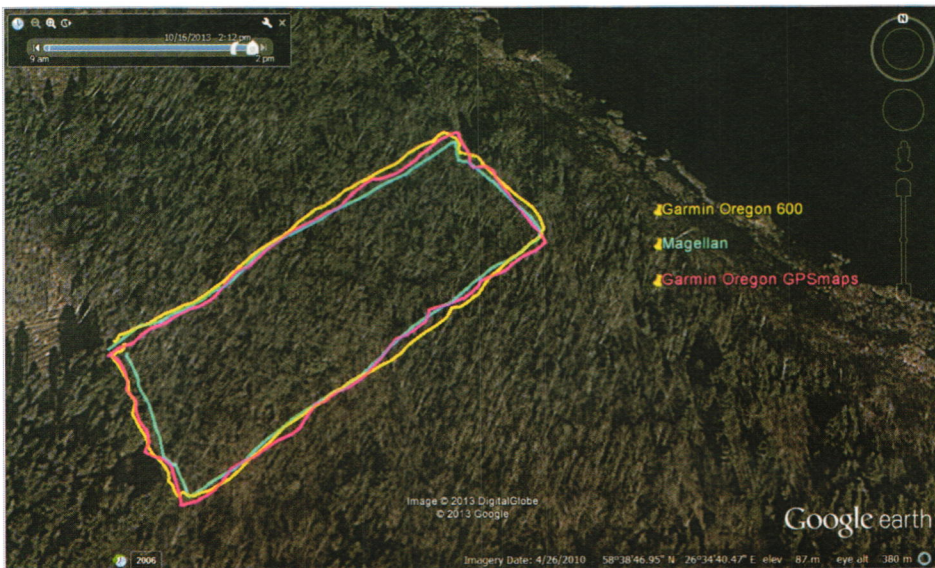 10/16/2013 2:12 pm
9 am
2 pm
N
Garmin Oregon 600
Magellan
Garmin Oregon GPSmaps
Image © 2013 DigitalGlobe
© 2013 Google
Google earth
2006
Imagery Date: 4/26/2010 58°38'46.95" N 26°34'40.47" E elev 87 m eye alt 380 m